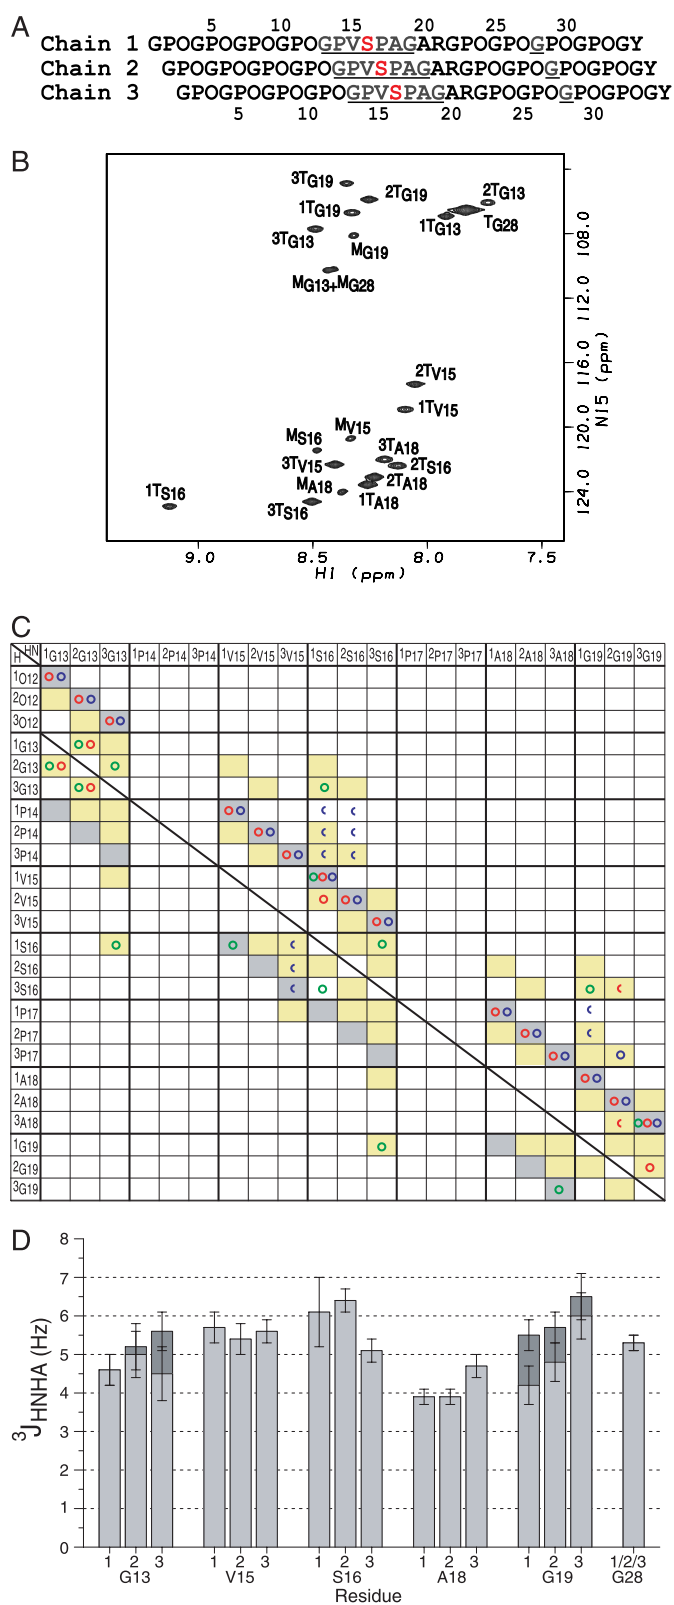 A
5 10 15 20 25 30
Chain 1 GPOGPOGPOGPOGPVSPAGARGPOGPOGPOGPOGY
Chain 2 GPOGPOGPOGPOGPVSPAGARGPOGPOGPOGPOGY
Chain 3 GPOGPOGPOGPOGPVSPAGARGPOGPOGPOGPOGY
5 10 15 20 25 30
B
3TG19
2TG19
2TG13
1TG19
1TG13
TG28
3TG13
MG19
MG13+MG28
2TV15
1TV15
MV15
MS16
3TA18
3TV15
2TS16
MA18
2TA18
1TS16
1TA18
3TS16
108.0
112.0
116.0
120.0
124.0
N15 (ppm)
9.0 8.5 8.0 7.5
H1 (ppm)
C
H HN 1G13 2G13 3G13 1P14 2P14 3P14 1V15 2V15 3V15 1S16 2S16 3S16 1P17 2P17 3P17 1A18 2A18 3A18 1G19 2G19 3G19
1O12
2O12
3O12
1G13
2G13
3G13
1P14
2P14
3P14
1V15
2V15
3V15
1S16
2S16
3S16
1P17
2P17
3P17
1A18
2A18
3A18
1G19
2G19
3G19
D
8
7
6
5
4
3
2
1
0
3JHNHA (Hz)
1 2 3 1 2 3 1 2 3 1 2 3 1 2 3 1/2/3
G13 V15 S16 A18 G19 G28
Residue